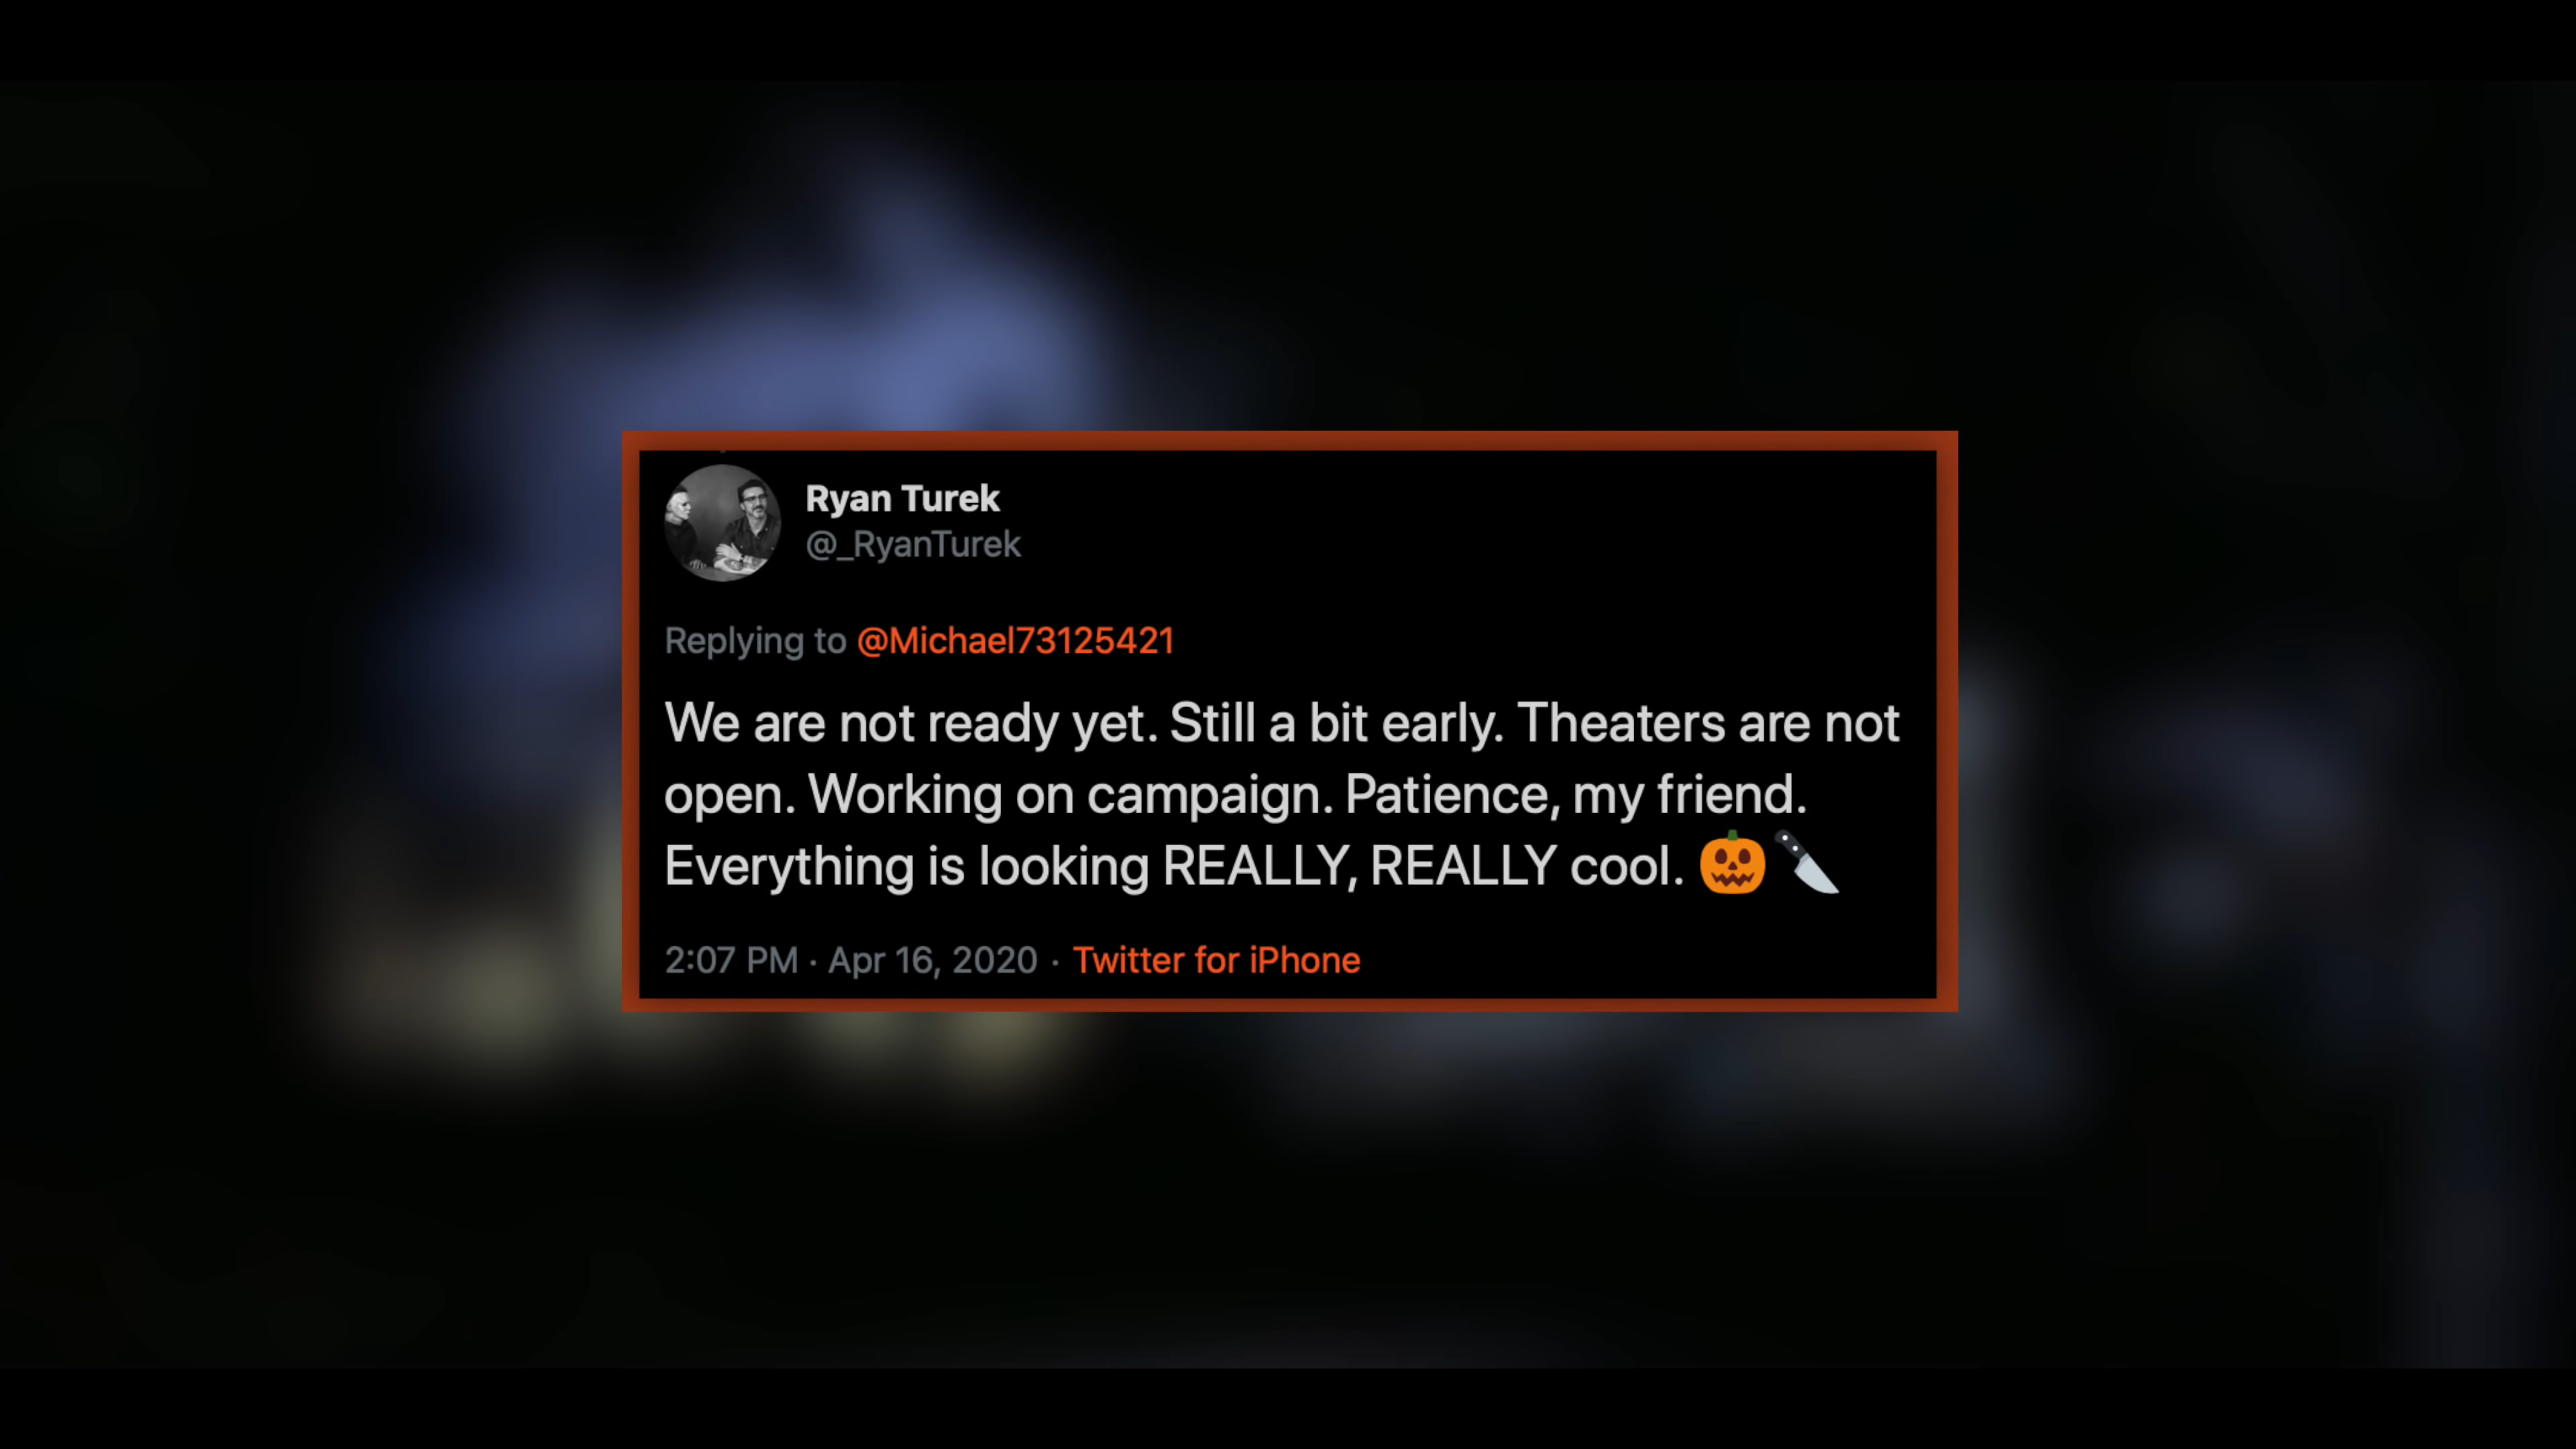 Ryan Turek
@_RyanTurek
Replying to @Michael73125421
We are not ready yet. Still a bit early. Theaters are not
open. Working on campaign. Patience, my friend.
Everything is looking REALLY, REALLY cool. 🎃🔪
2:07 PM · Apr 16, 2020 · Twitter for iPhone